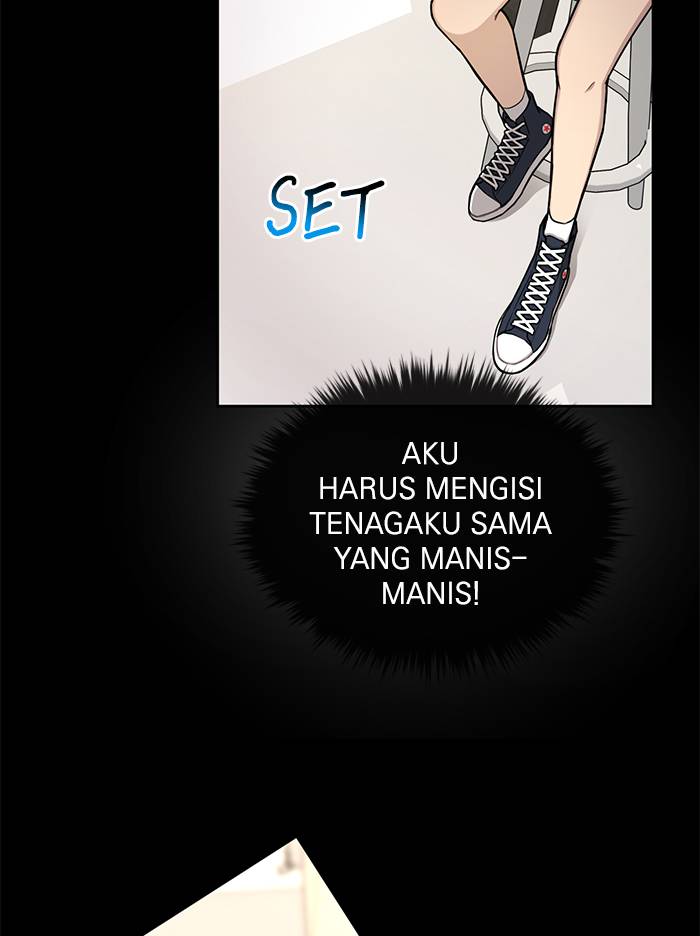 SET
AKU
HARUS MENGISI
TENAGAKU SAMA
YANG MANIS-
MANIS!